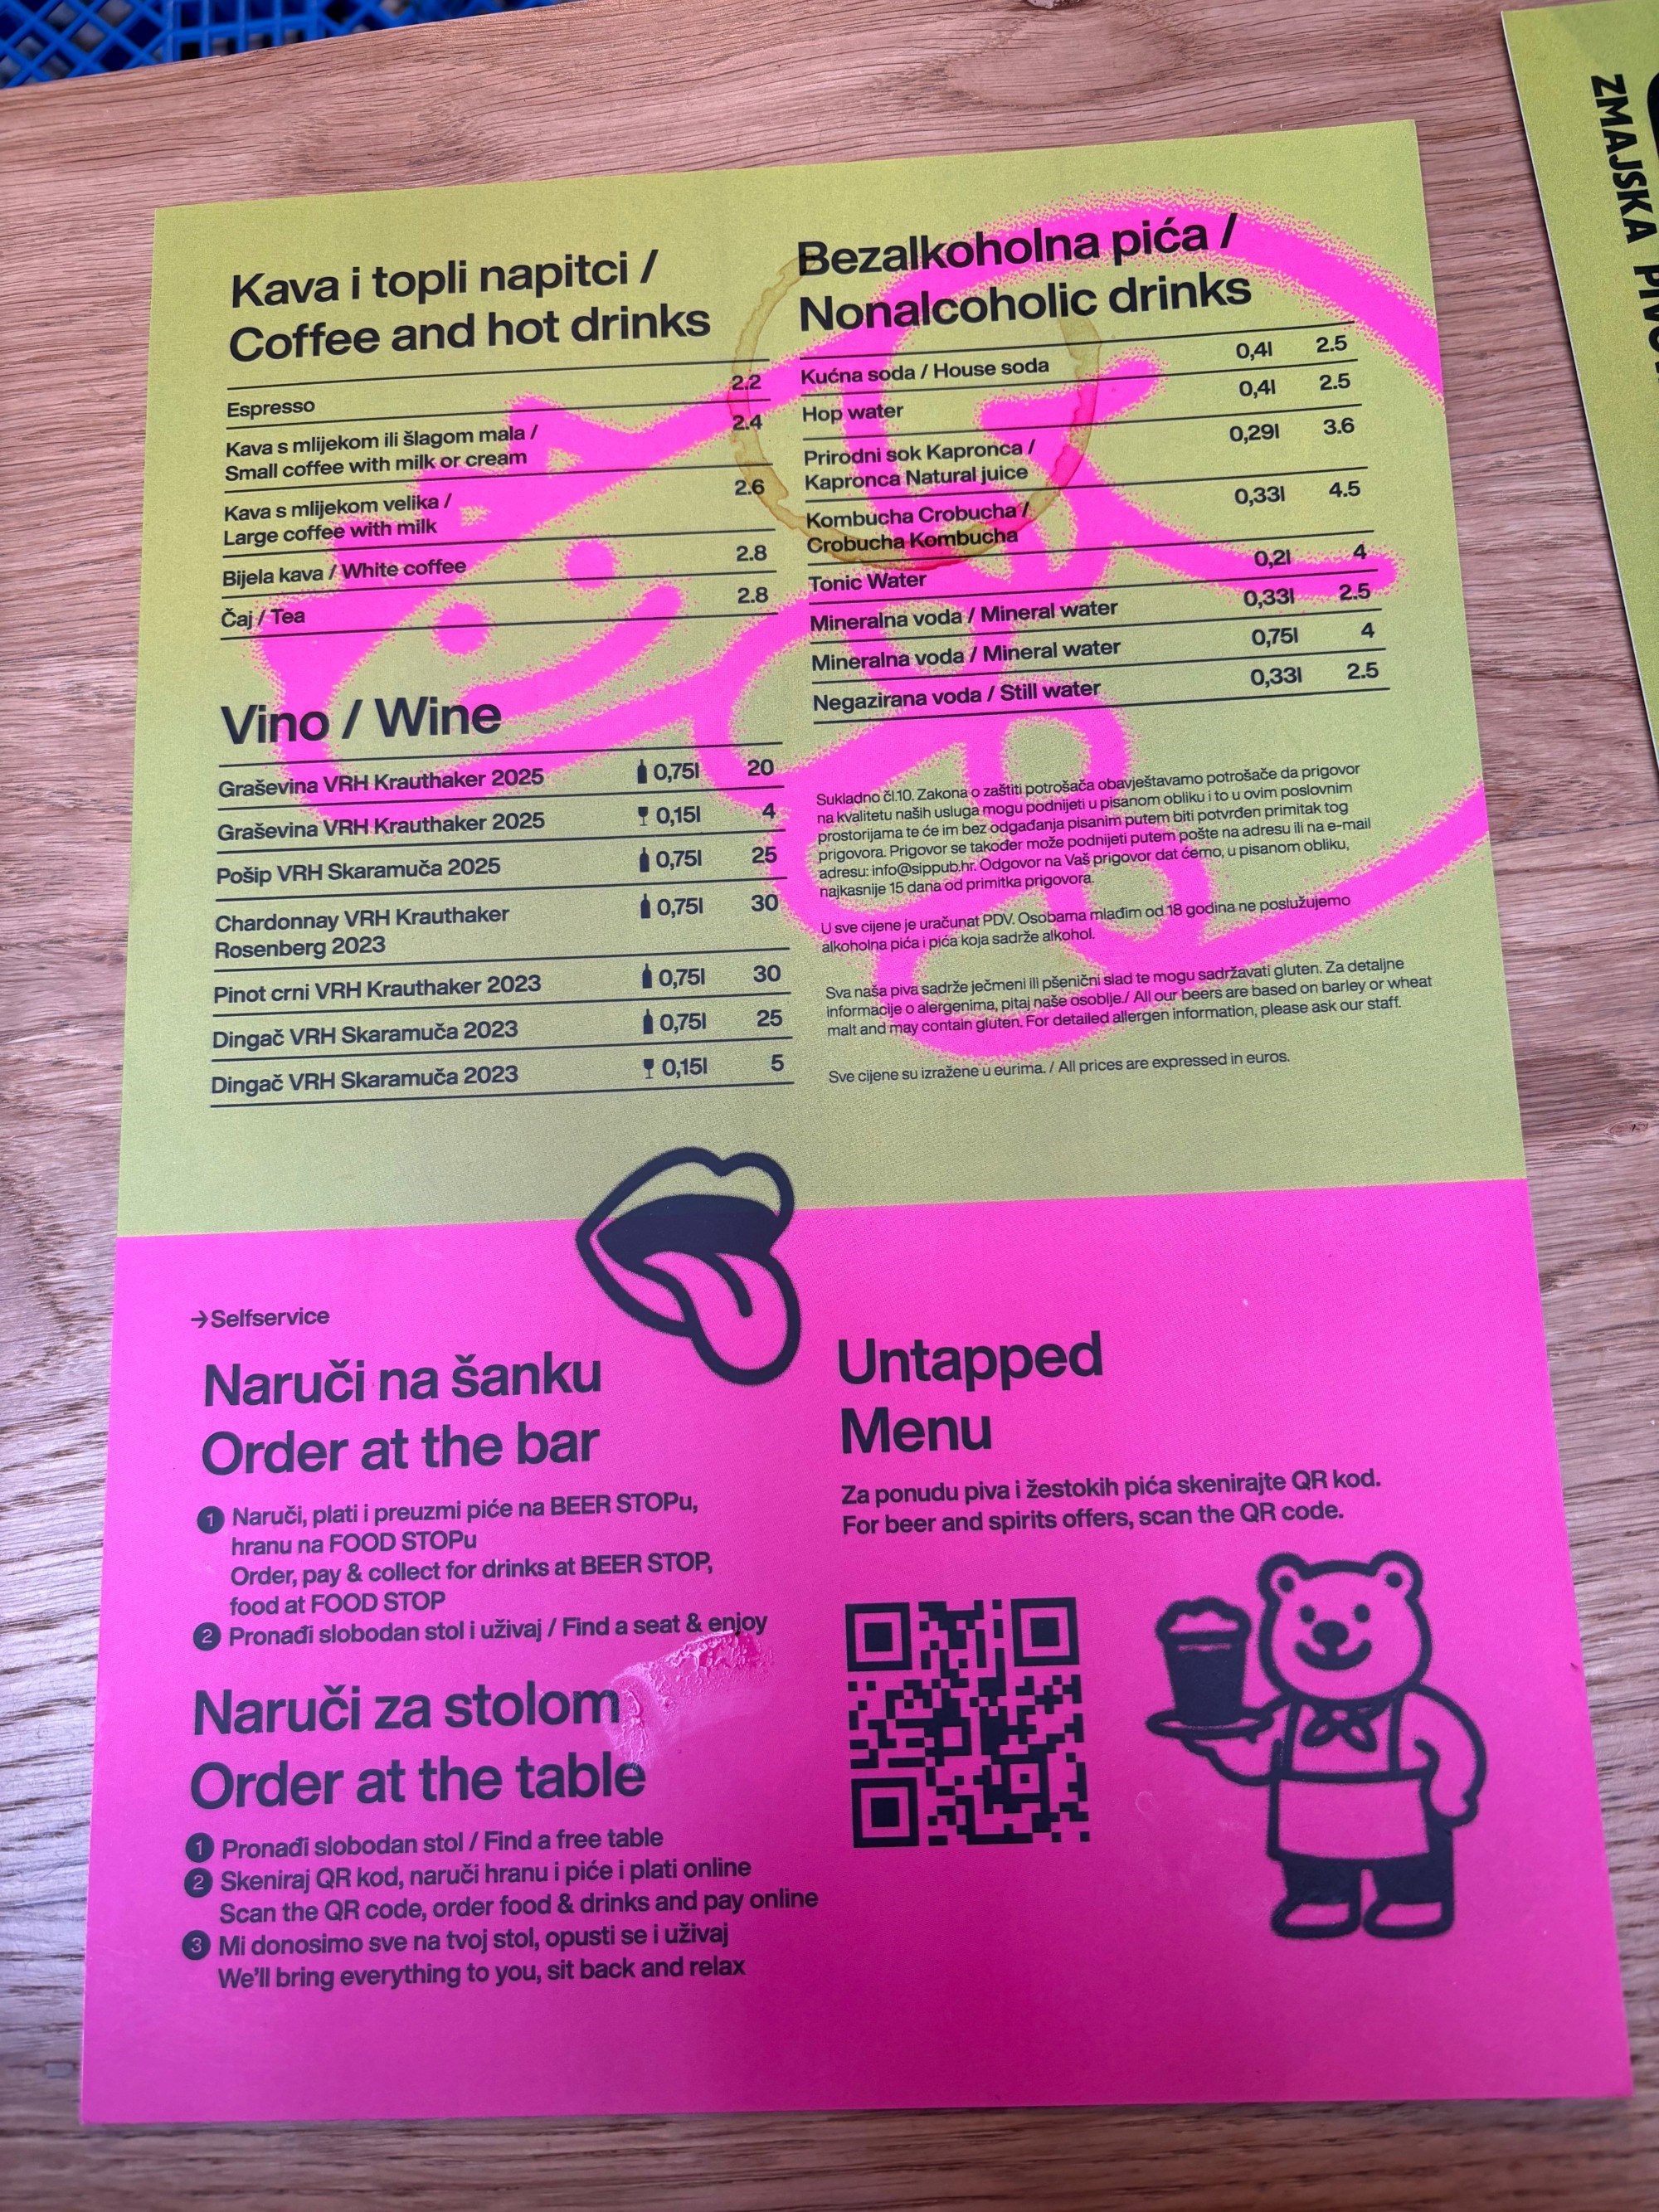 Kava i topli napitci /
Coffee and hot drinks
Espresso 2.2
Kava s mlijekom ili šlagom mala / 2.4
Small coffee with milk or cream
Kava s mlijekom velika / 2.6
Large coffee with milk
Bijela kava / White coffee 2.8
Čaj / Tea 2.8
Vino / Wine
Graševina VRH Krauthaker 2025 0,75l 20
Graševina VRH Krauthaker 2025 0,15l 4
Pošip VRH Skaramuča 2025 0,75l 25
Chardonnay VRH Krauthaker 0,75l 30
Rosenberg 2023
Pinot crni VRH Krauthaker 2023 0,75l 30
Dingač VRH Skaramuča 2023 0,75l 25
Dingač VRH Skaramuča 2023 0,15l 5
Bezalkoholna pića /
Nonalcoholic drinks
Kućna soda / House soda 0,4l 2.5
Hop water 0,4l 2.5
Prirodni sok Kapronca / 0,29l 3.6
Kapronca Natural juice
Kombucha Crobucha / 0,33l 4.5
Crobucha Kombucha
Tonic Water 0,2l 4
Mineralna voda / Mineral water 0,33l 2.5
Mineralna voda / Mineral water 0,75l 4
Negazirana voda / Still water 0,33l 2.5
Sukladno čl.10. Zakona o zaštiti potrošača obavještavamo potrošače da prigovor
na kvalitetu naših usluga mogu podnijeti u pisanom obliku i to u ovim poslovnim
prostorijama te će im bez odgađanja pisanim putem biti potvrđen primitak tog
prigovora. Prigovor se također može podnijeti putem pošte na adresu ili na e-mail
adresu: info@sippub.hr. Odgovor na Vaš prigovor dat ćemo, u pisanom obliku,
najkasnije 15 dana od primitka prigovora.
U sve cijene je uračunat PDV. Osobama mlađim od 18 godina ne poslužujemo
alkoholna pića i pića koja sadrže alkohol.
Sva naša piva sadrže ječmeni ili pšenični slad te mogu sadržavati gluten. Za detaljne
informacije o alergenima, pitaj naše osoblje./ All our beers are based on barley or wheat
malt and may contain gluten. For detailed allergen information, please ask our staff.
Sve cijene su izražene u eurima. / All prices are expressed in euros.
→Selfservice
Naruči na šanku
Order at the bar
1 Naruči, plati i preuzmi piće na BEER STOPu,
hranu na FOOD STOPu
Order, pay & collect for drinks at BEER STOP,
food at FOOD STOP
2 Pronađi slobodan stol i uživaj / Find a seat & enjoy
Naruči za stolom
Order at the table
1 Pronađi slobodan stol / Find a free table
2 Skeniraj QR kod, naruči hranu i piće i plati online
Scan the QR code, order food & drinks and pay online
3 Mi donosimo sve na tvoj stol, opusti se i uživaj
We'll bring everything to you, sit back and relax
Untapped
Menu
Za ponudu piva i žestokih pića skenirajte QR kod.
For beer and spirits offers, scan the QR code.
ZMAJSKA